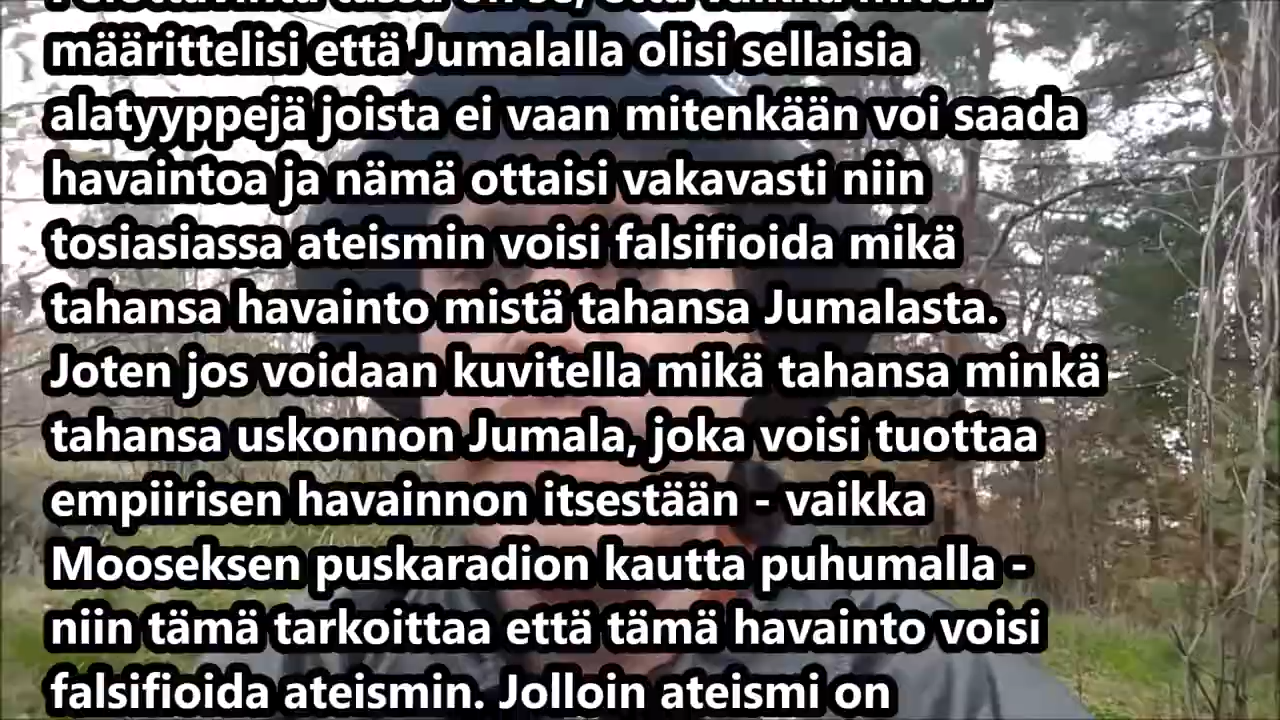 määrittelisi että Jumalalla olisi sellaisia
alatyyppejä joista ei vaan mitenkään voi saada
havaintoa ja nämä ottaisi vakavasti niin
tosiasiassa ateismin voisi falsifioida mikä
tahansa havainto mistä tahansa Jumalasta.
Joten jos voidaan kuvitella mikä tahansa minkä
tahansa uskonnon Jumala, joka voisi tuottaa
empiirisen havainnon itsestään - vaikka
Mooseksen puskaradion kautta puhumalla -
niin tämä tarkoittaa että tämä havainto voisi
falsifioida ateismin. Jolloin ateismi on